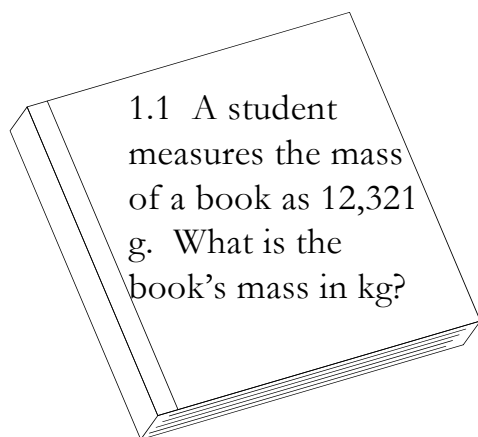 1.1 A student
measures the mass
of a book as 12,321
g. What is the
book’s mass in kg?